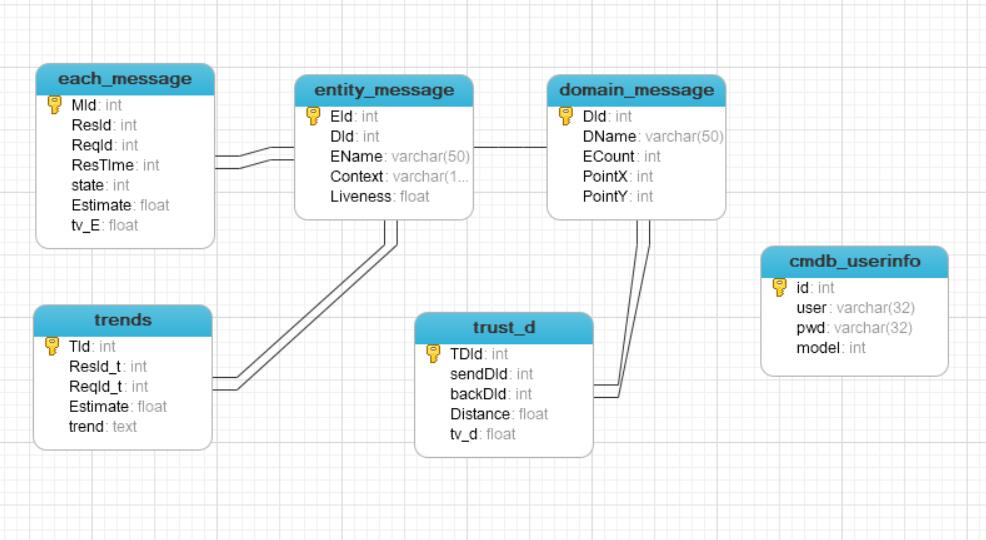 each_message
MId: int
ResId: int
ReqId: int
ResTIme: int
state: int
Estimate: float
tv_E: float
entity_message
EId: int
DId: int
EName: varchar(50)
Context: varchar(1...
Liveness: float
domain_message
DId: int
DName: varchar(50)
ECount: int
PointX: int
PointY: int
cmdb_userinfo
id: int
user: varchar(32)
pwd: varchar(32)
model: int
trends
TId: int
ResId_t: int
ReqId_t: int
Estimate: float
trend: text
trust_d
TDId: int
sendDId: int
backDId: int
Distance: float
tv_d: float